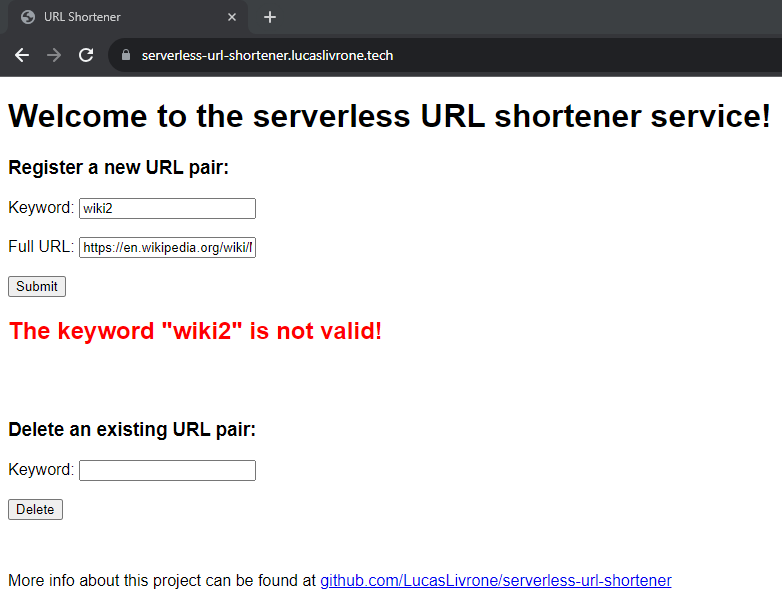 URL Shortener
serverless-url-shortener.lucaslivrone.tech
Welcome to the serverless URL shortener service!
Register a new URL pair:
Keyword: wiki2
Full URL: https://en.wikipedia.org/wiki/
Submit
The keyword "wiki2" is not valid!
Delete an existing URL pair:
Keyword:
Delete
More info about this project can be found at github.com/LucasLivrone/serverless-url-shortener